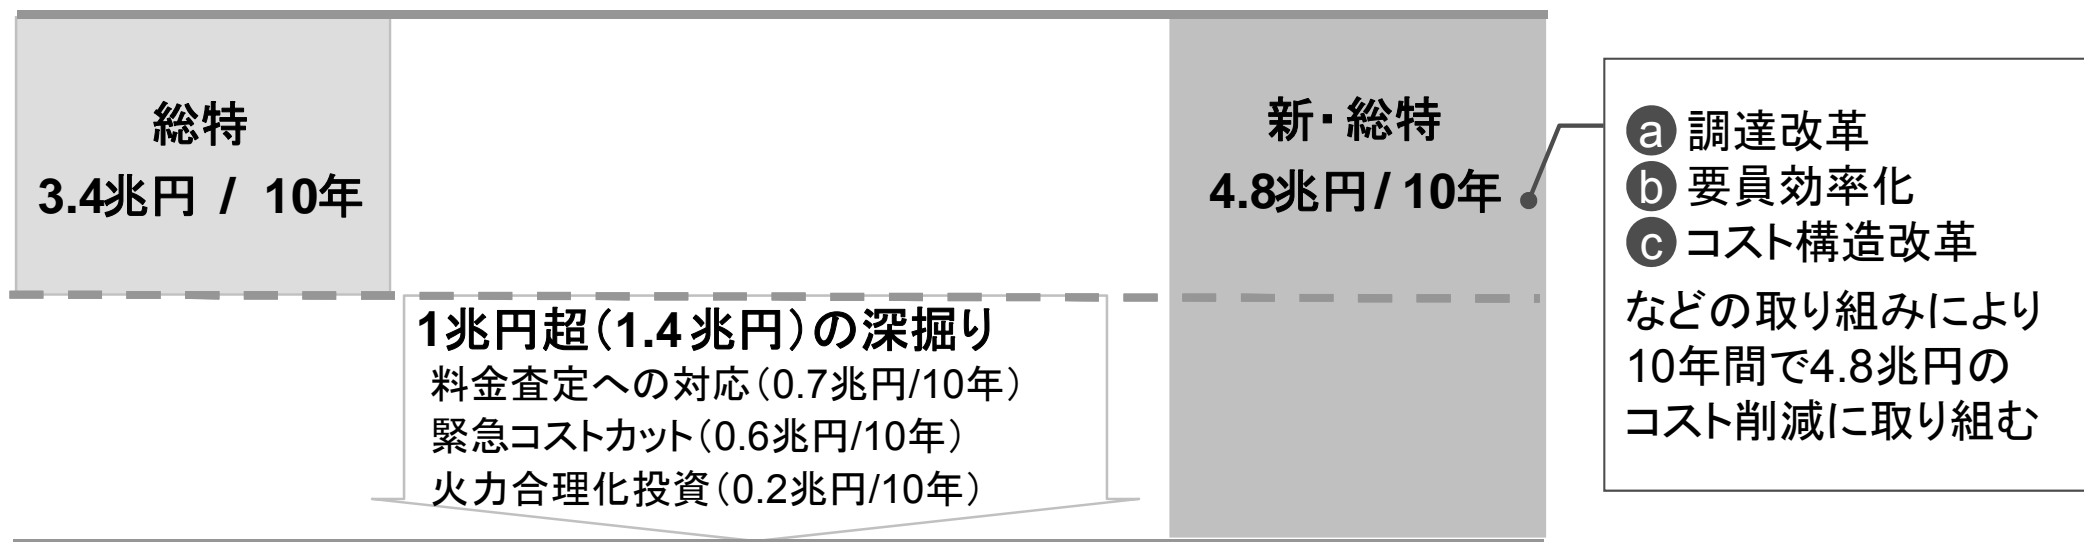 総特
3.4兆円 / 10年
1兆円超(1.4兆円)の深掘り
料金査定への対応(0.7兆円/10年)
緊急コストカット(0.6兆円/10年)
火力合理化投資(0.2兆円/10年)
新・総特
4.8兆円/ 10年
a 調達改革
b 要員効率化
c コスト構造改革
などの取り組みにより
10年間で4.8兆円の
コスト削減に取り組む